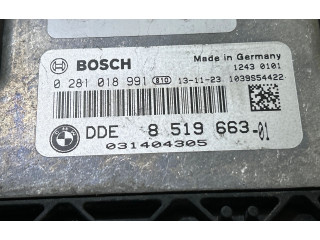 BOSCH
Made in Germany
1243 0101
0 281 018 991 810 13-11-23 1039S54422
DDE 8 519 663-01
031404305